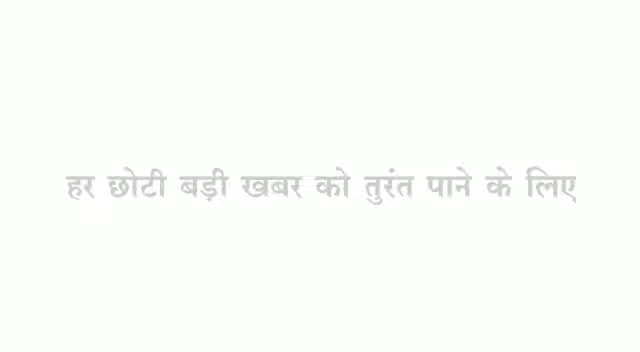 हर छोटी बड़ी खबर को तुरंत पाने के लिए